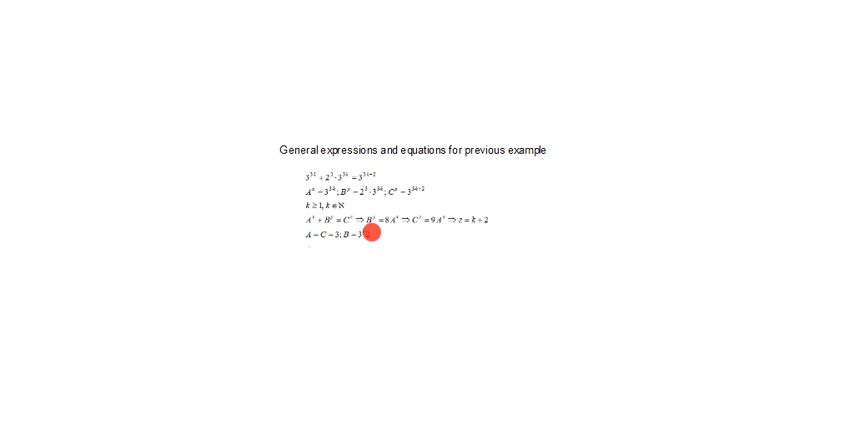 General expressions and equations for previous example
3^{3k} + 2^3 · 3^{3k} = 3^{3k+2}
A^x = 3^{3k}; B^y = 2^3 · 3^{3k}; C^z = 3^{3k+2}
k ≥ 1, k ∈ ℕ
A^x + B^y = C^z ⇒ B^y = 8A^x ⇒ C^z = 9A^x ⇒ z = k + 2
A = C = 3; B = 3^k